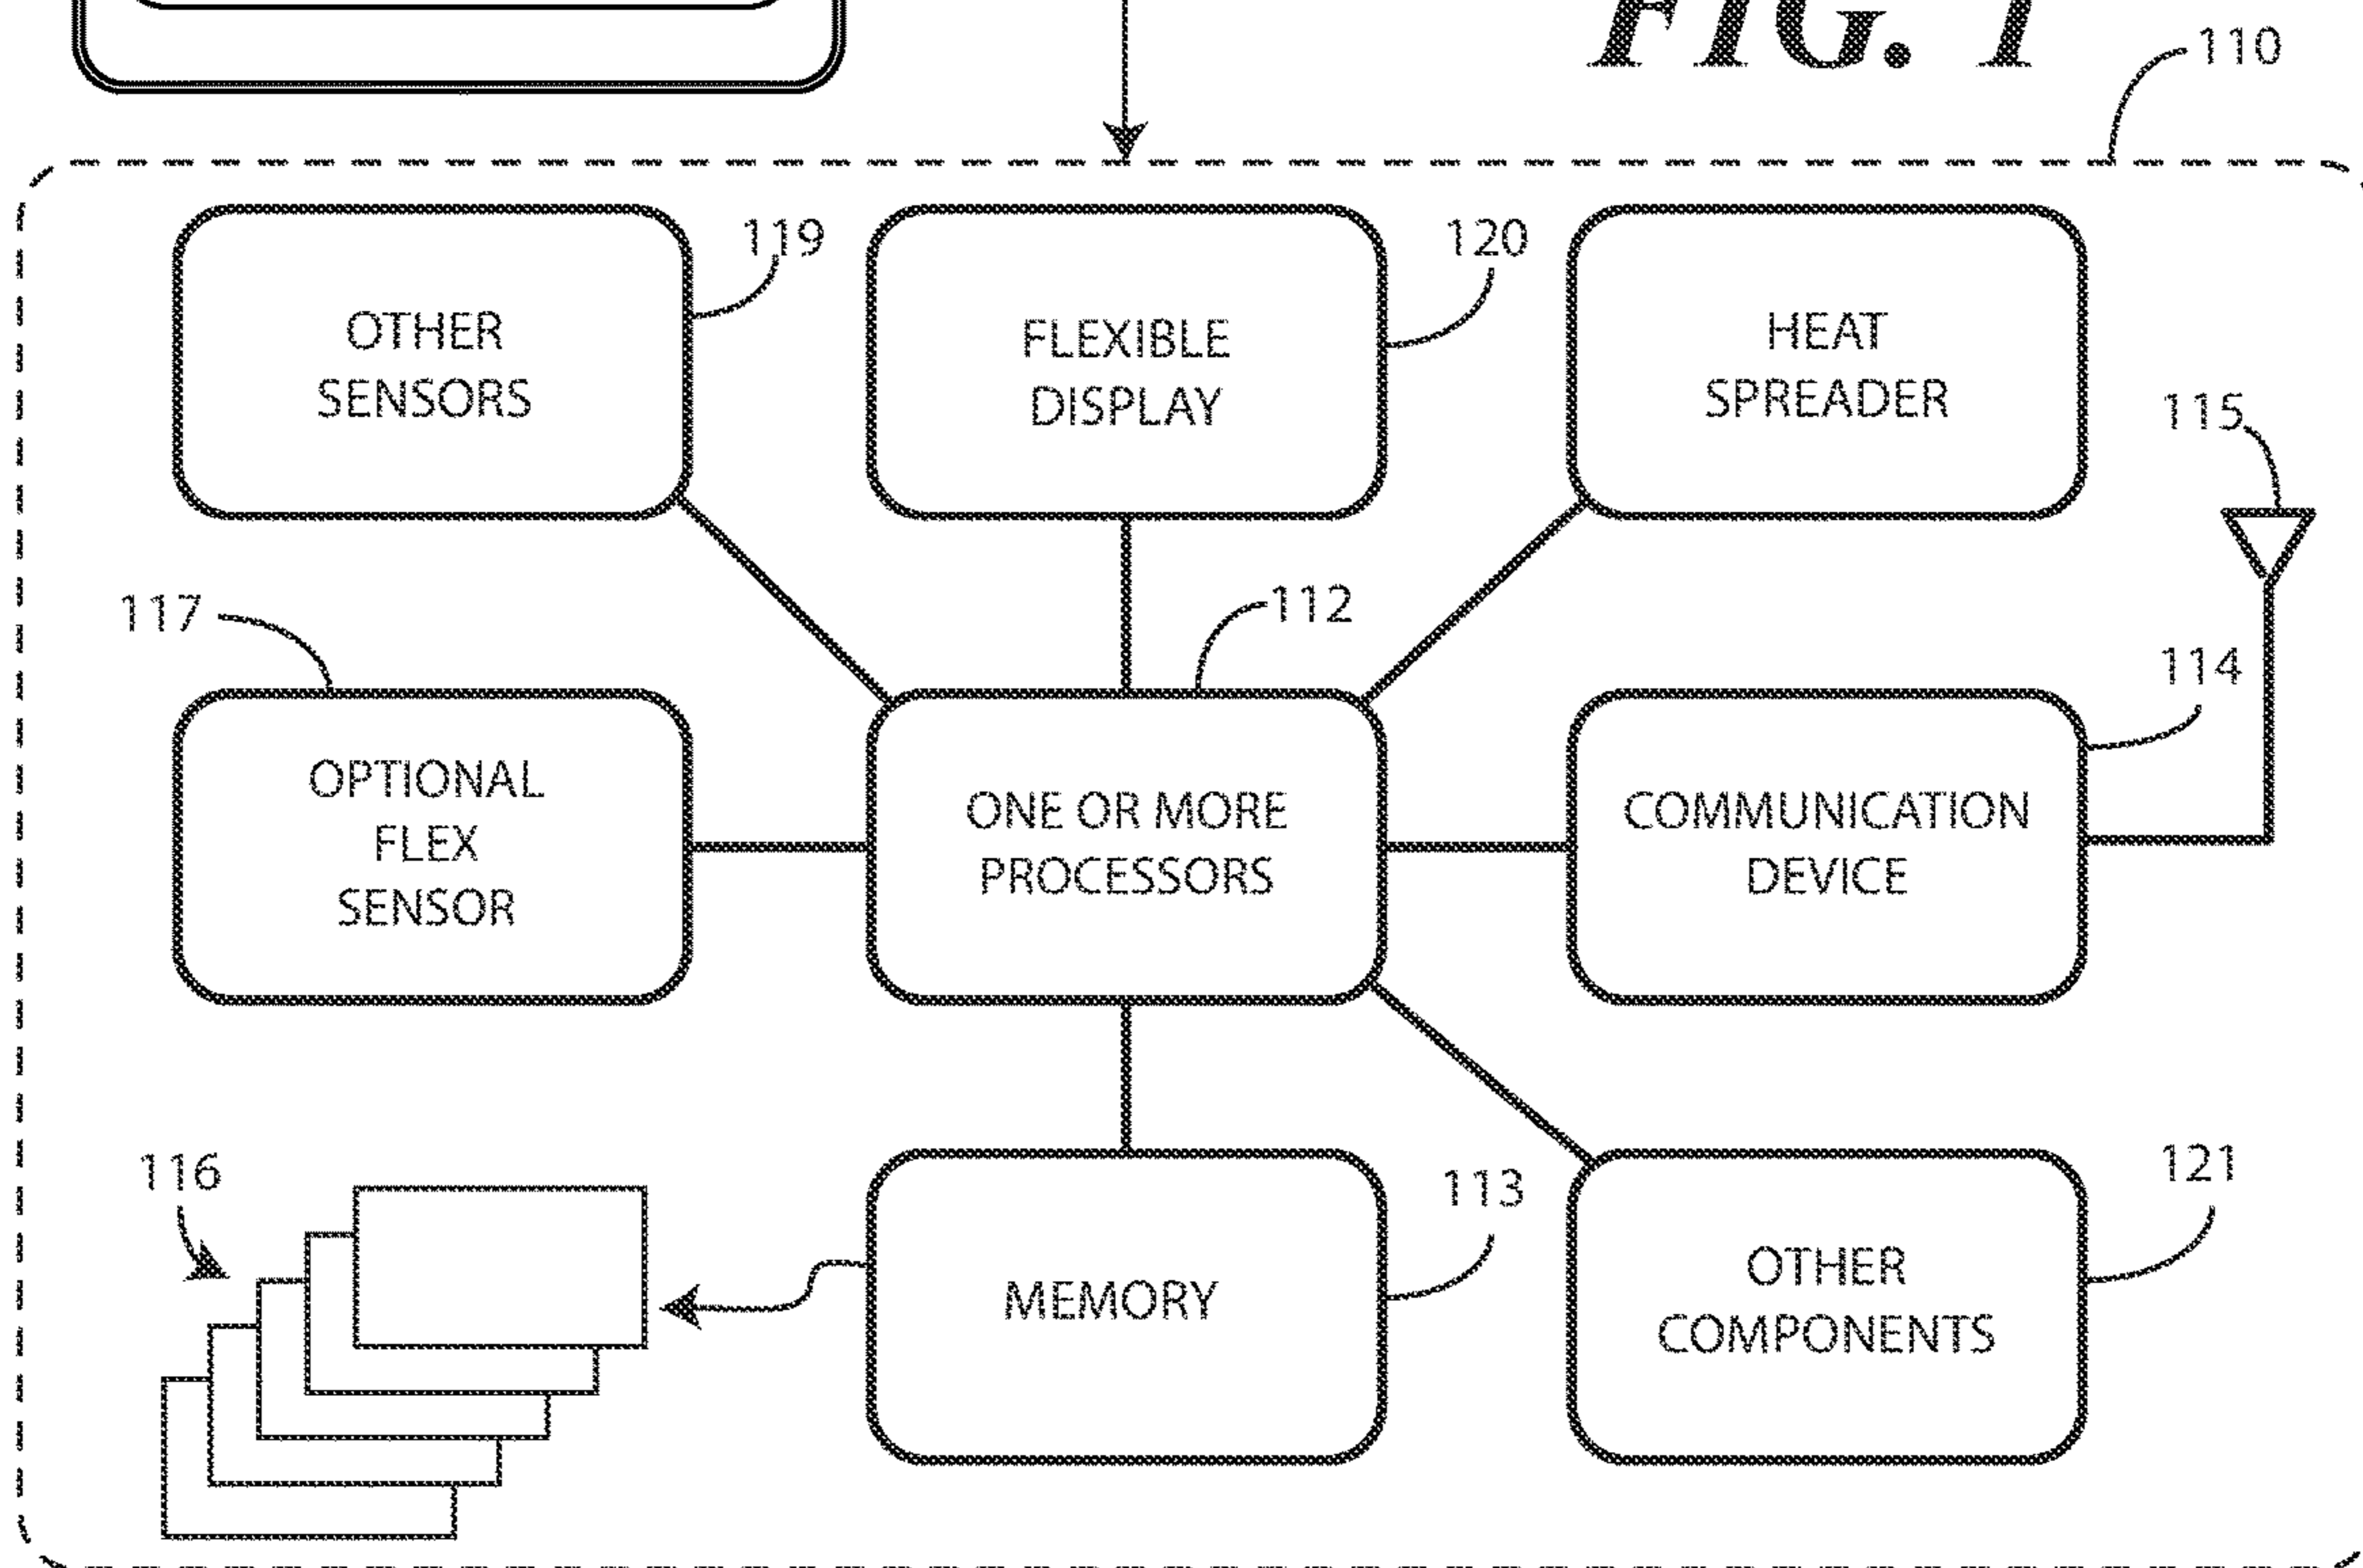 FIG. 1
110
119
120
OTHER
SENSORS
FLEXIBLE
DISPLAY
HEAT
SPREADER
115
117
112
114
OPTIONAL
FLEX
SENSOR
ONE OR MORE
PROCESSORS
COMMUNICATION
DEVICE
116
113
121
MEMORY
OTHER
COMPONENTS